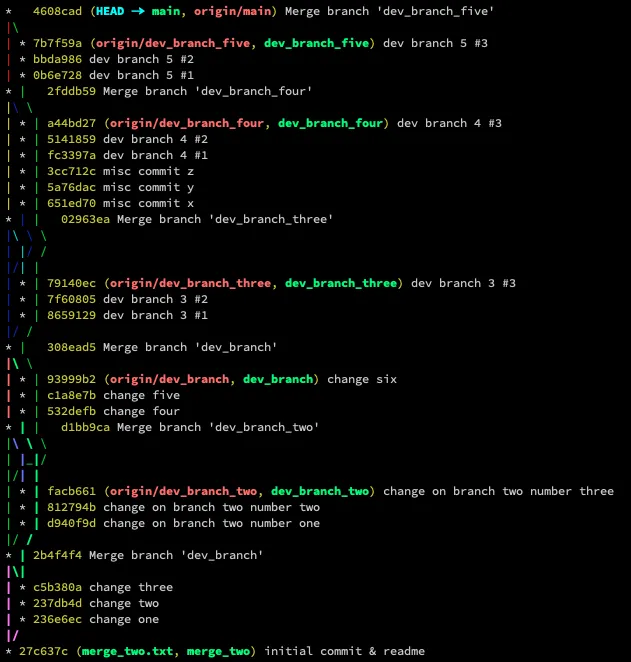 *   4608cad (HEAD -> main, origin/main) Merge branch 'dev_branch_five'
|\
| * 7b7f59a (origin/dev_branch_five, dev_branch_five) dev branch 5 #3
| * bbda986 dev branch 5 #2
| * 0b6e728 dev branch 5 #1
* |   2fddb59 Merge branch 'dev_branch_four'
|\ \
| * | a44bd27 (origin/dev_branch_four, dev_branch_four) dev branch 4 #3
| * | 5141859 dev branch 4 #2
| * | fc3397a dev branch 4 #1
| * | 3cc712c misc commit z
| * | 5a76dac misc commit y
| * | 651ed70 misc commit x
* | |   02963ea Merge branch 'dev_branch_three'
|\ \ \
| |/ /
|/| |
| * | 79140ec (origin/dev_branch_three, dev_branch_three) dev branch 3 #3
| * | 7f60805 dev branch 3 #2
| * | 8659129 dev branch 3 #1
|/ /
* |   308ead5 Merge branch 'dev_branch'
|\ \
| * | 93999b2 (origin/dev_branch, dev_branch) change six
| * | c1a8e7b change five
| * | 532defb change four
* | |   d1bb9ca Merge branch 'dev_branch_two'
|\ \ \
| |_|/
|/| |
| * | facb661 (origin/dev_branch_two, dev_branch_two) change on branch two number three
| * | 812794b change on branch two number two
| * | d940f9d change on branch two number one
|/ /
* | 2b4f4f4 Merge branch 'dev_branch'
|\|
| * c5b380a change three
| * 237db4d change two
| * 236e6ec change one
|/
* 27c637c (merge_two.txt, merge_two) initial commit & readme